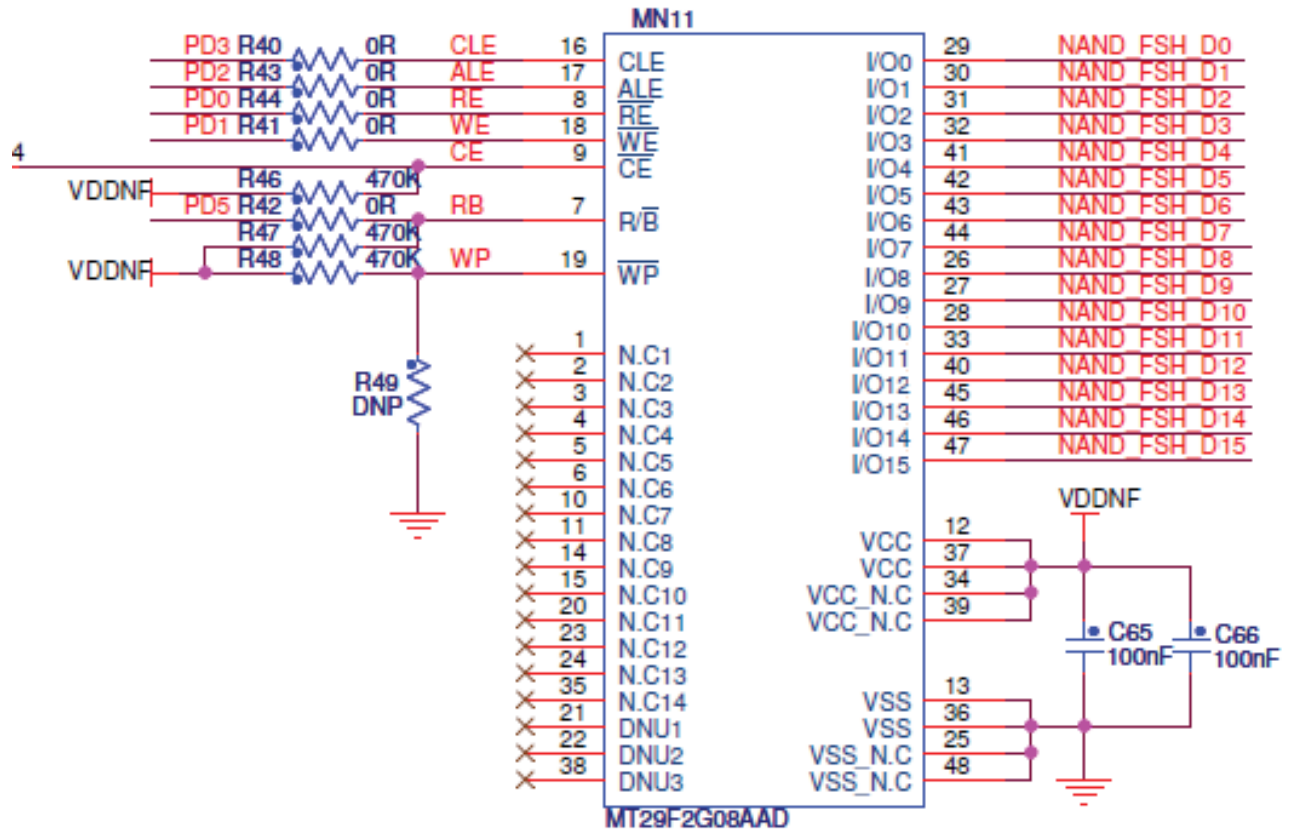 MN11
PD3 R40 0R CLE 16 CLE I/O0 29 NAND_FSH_D0
PD2 R43 0R ALE 17 ALE I/O1 30 NAND_FSH_D1
PD0 R44 0R RE 8 RE I/O2 31 NAND_FSH_D2
PD1 R41 0R WE 18 WE I/O3 32 NAND_FSH_D3
4 CE 9 CE I/O4 41 NAND_FSH_D4
VDDNF R46 470K I/O5 42 NAND_FSH_D5
PD5 R42 0R RB 7 R/B I/O6 43 NAND_FSH_D6
R47 470K I/O7 44 NAND_FSH_D7
VDDNF R48 470K WP 19 WP I/O8 26 NAND_FSH_D8
I/O9 27 NAND_FSH_D9
I/O10 28 NAND_FSH_D10
1 N.C1 I/O11 33 NAND_FSH_D11
2 N.C2 I/O12 40 NAND_FSH_D12
R49
DNP
3 N.C3 I/O13 45 NAND_FSH_D13
4 N.C4 I/O14 46 NAND_FSH_D14
5 N.C5 I/O15 47 NAND_FSH_D15
6 N.C6
VDDNF
10 N.C7
11 N.C8 VCC 12
14 N.C9 VCC 37
15 N.C10 VCC_N.C 34
20 N.C11 VCC_N.C 39
23 N.C12
C65
100nF
C66
100nF
24 N.C13
35 N.C14 VSS 13
21 DNU1 VSS 36
22 DNU2 VSS_N.C 25
38 DNU3 VSS_N.C 48
MT29F2G08AAD